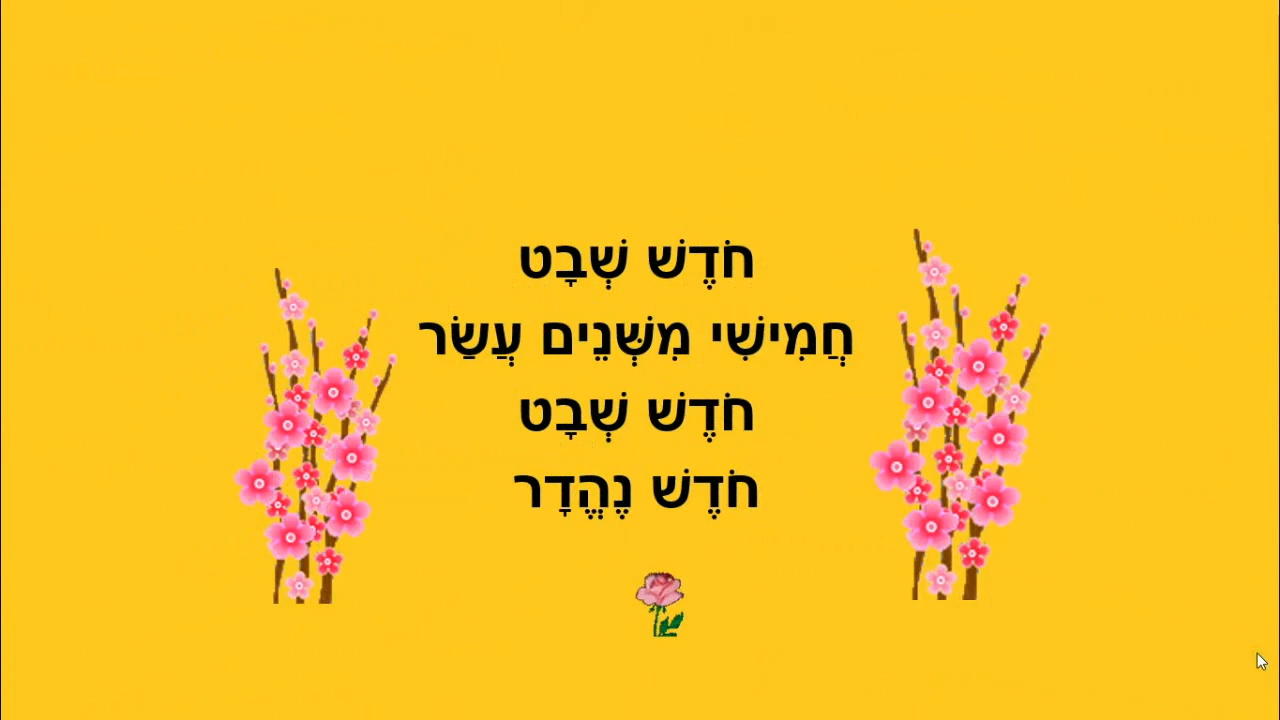 חֹדֶשׁ שְׁבָט
חֲמִישִׁי מִשְּׁנֵים עֲשַׂר
חֹדֶשׁ שְׁבָט
חֹדֶשׁ נֶהֱדָר